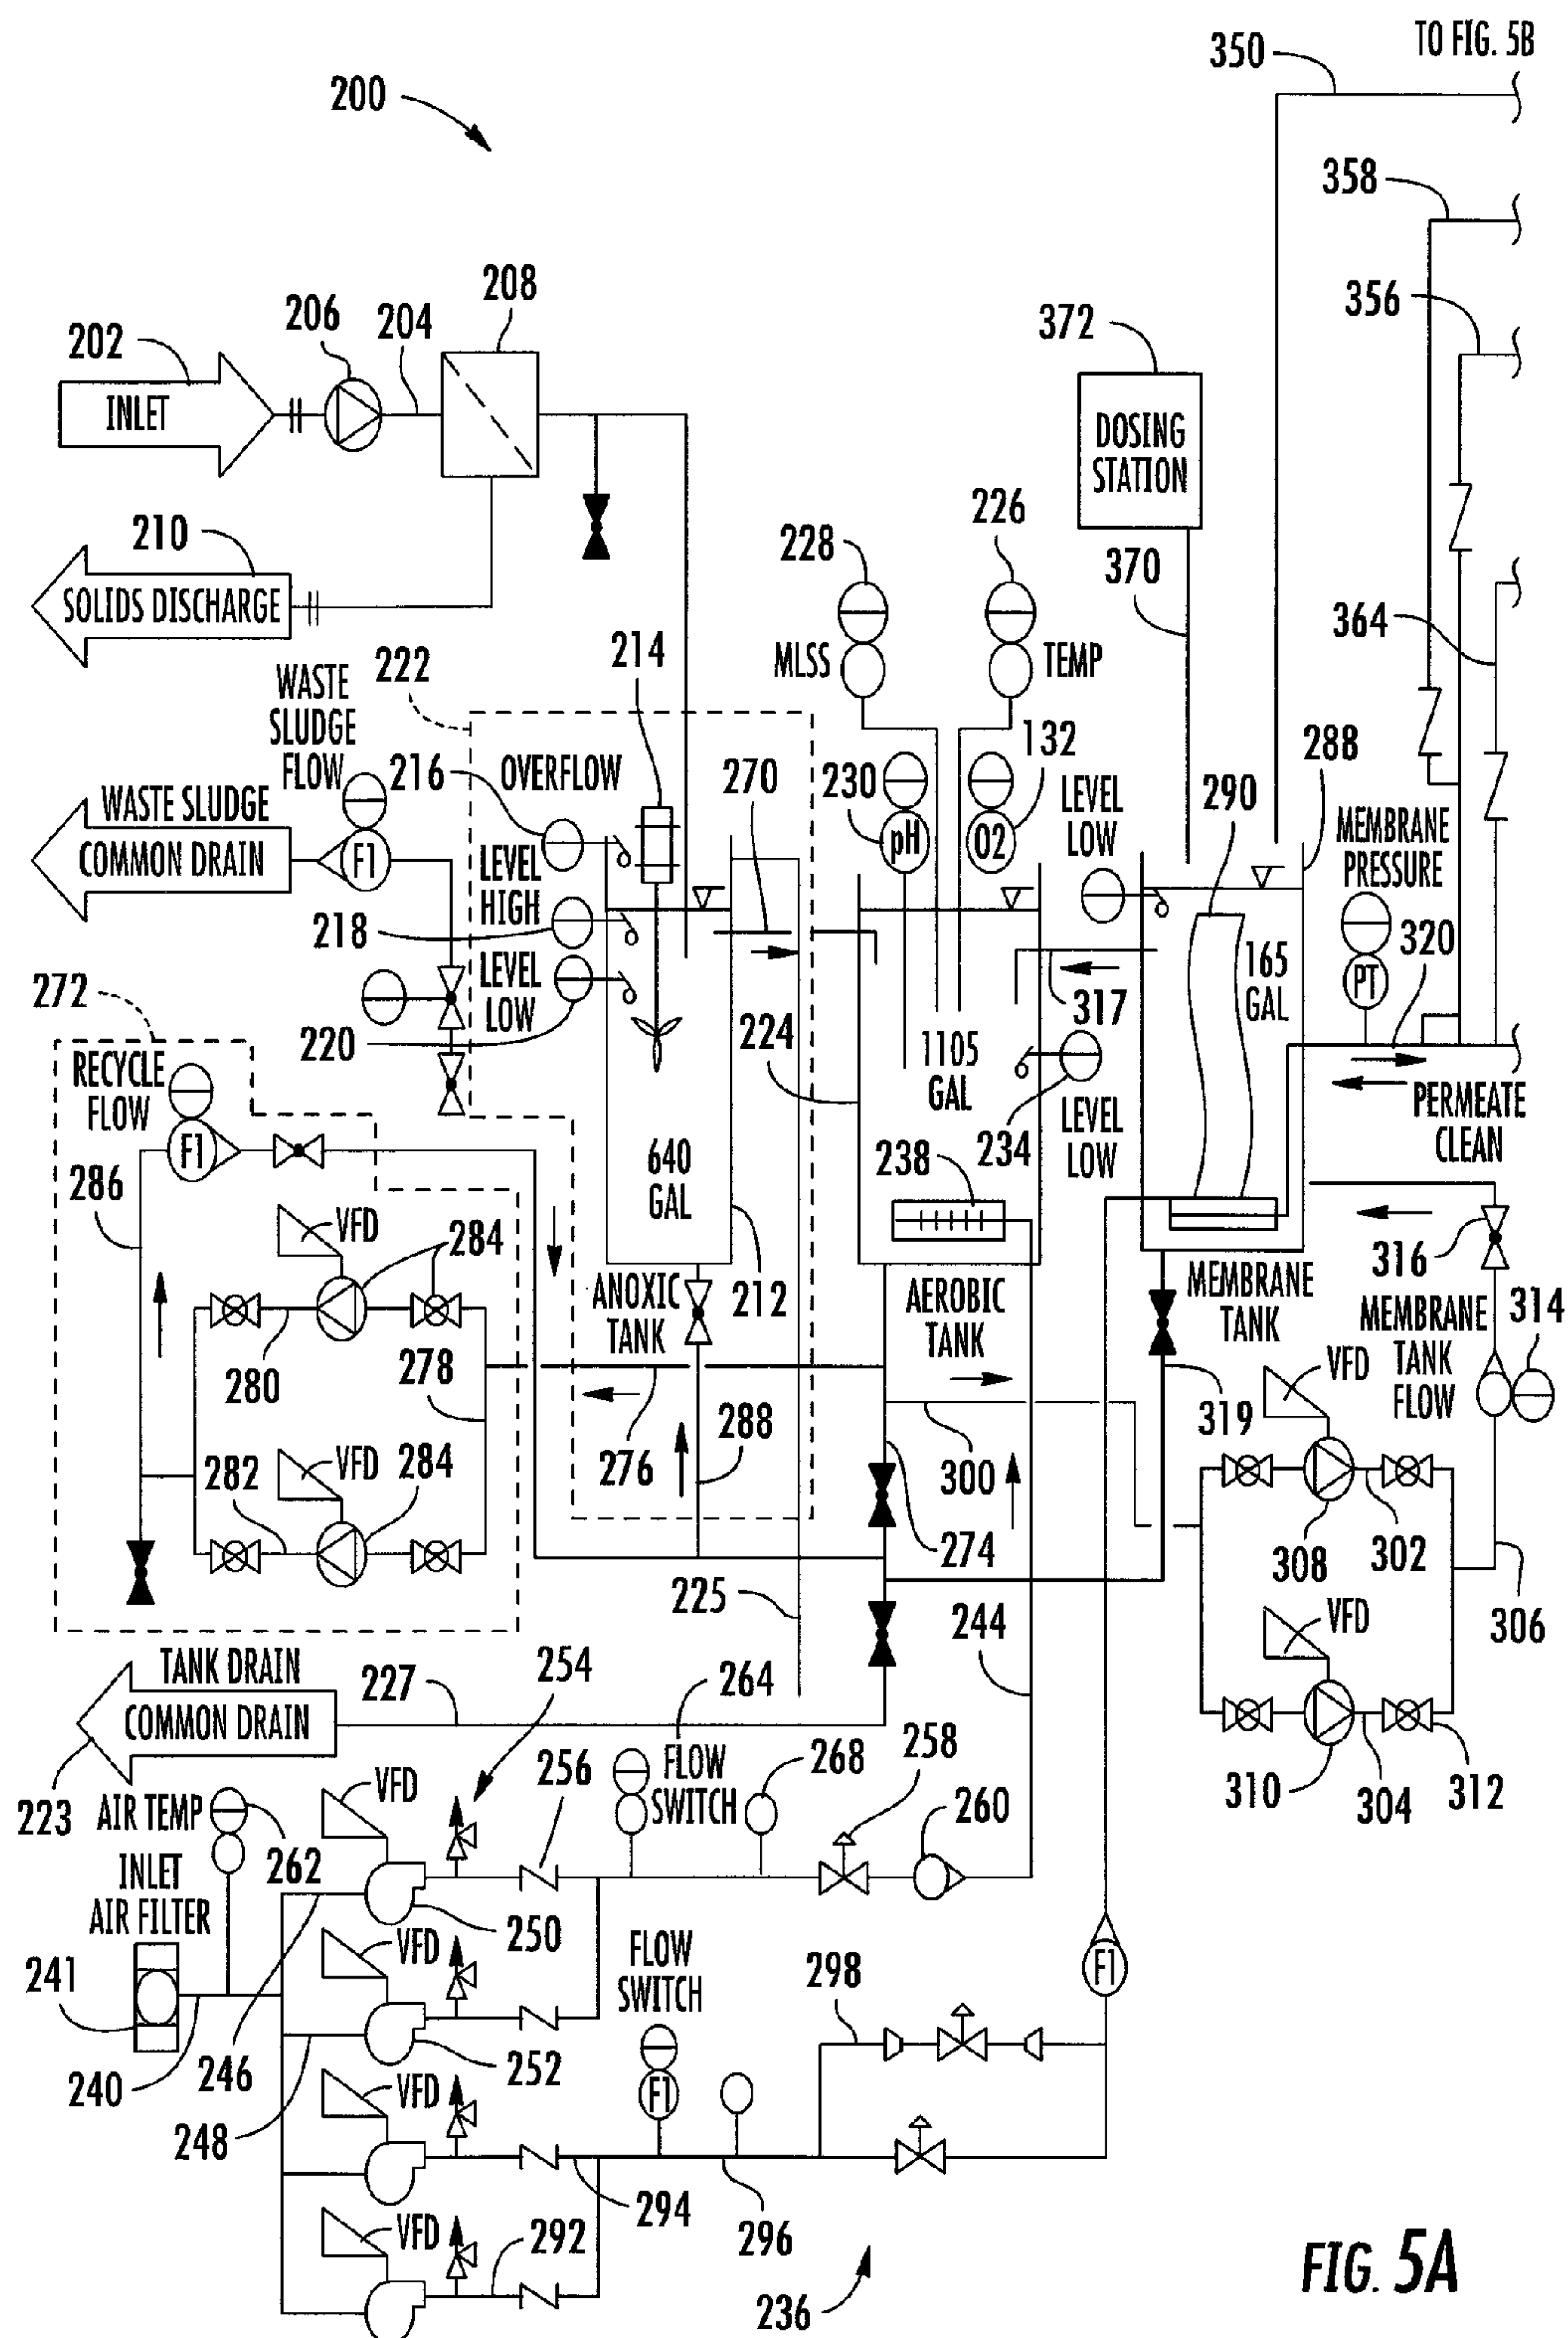 TO FIG. 5B
350
200
358
356
208
206
204
202
INLET
372
DOSING
STATION
210
SOLIDS DISCHARGE
228
226
370
364
MLSS
TEMP
214
222
WASTE
SLUDGE
FLOW
216
OVERFLOW
270
230
pH
132
O2
LEVEL
LOW
288
290
MEMBRANE
PRESSURE
WASTE SLUDGE
COMMON DRAIN
F1
LEVEL
HIGH
218
LEVEL
LOW
220
165
GAL
320
PT
317
272
RECYCLE
FLOW
F1
224
1105
GAL
234
LEVEL
LOW
PERMEATE
CLEAN
286
640
GAL
238
VFD
284
316
ANOXIC
TANK
212
AEROBIC
TANK
MEMBRANE
TANK
MEMBRANE
TANK
FLOW
314
280
278
VFD
319
276
288
300
282
VFD
284
274
308
302
225
244
VFD
306
TANK DRAIN
COMMON DRAIN
227
254
264
223
VFD
256
FLOW
SWITCH
268
258
260
310
304
312
AIR TEMP
262
INLET
AIR FILTER
250
241
VFD
FLOW
SWITCH
298
F1
240
246
252
248
VFD
F1
294
296
VFD
292
236
FIG. 5A